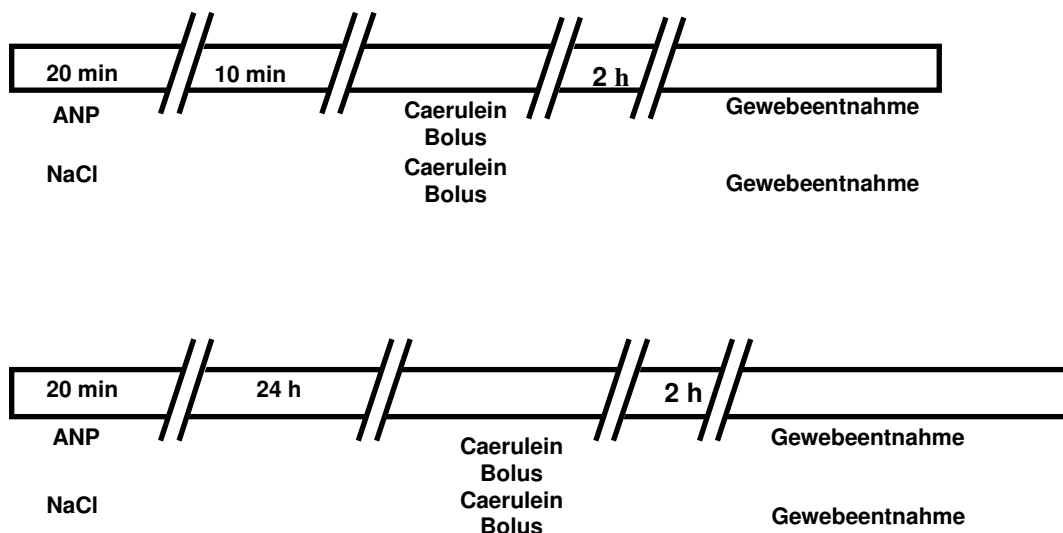 20 min 10 min 2 h
ANP Caerulein Gewebeentnahme
Bolus
NaCl Caerulein Gewebeentnahme
Bolus
20 min 24 h 2 h
ANP Caerulein Gewebeentnahme
Bolus
NaCl Caerulein Gewebeentnahme
Bolus